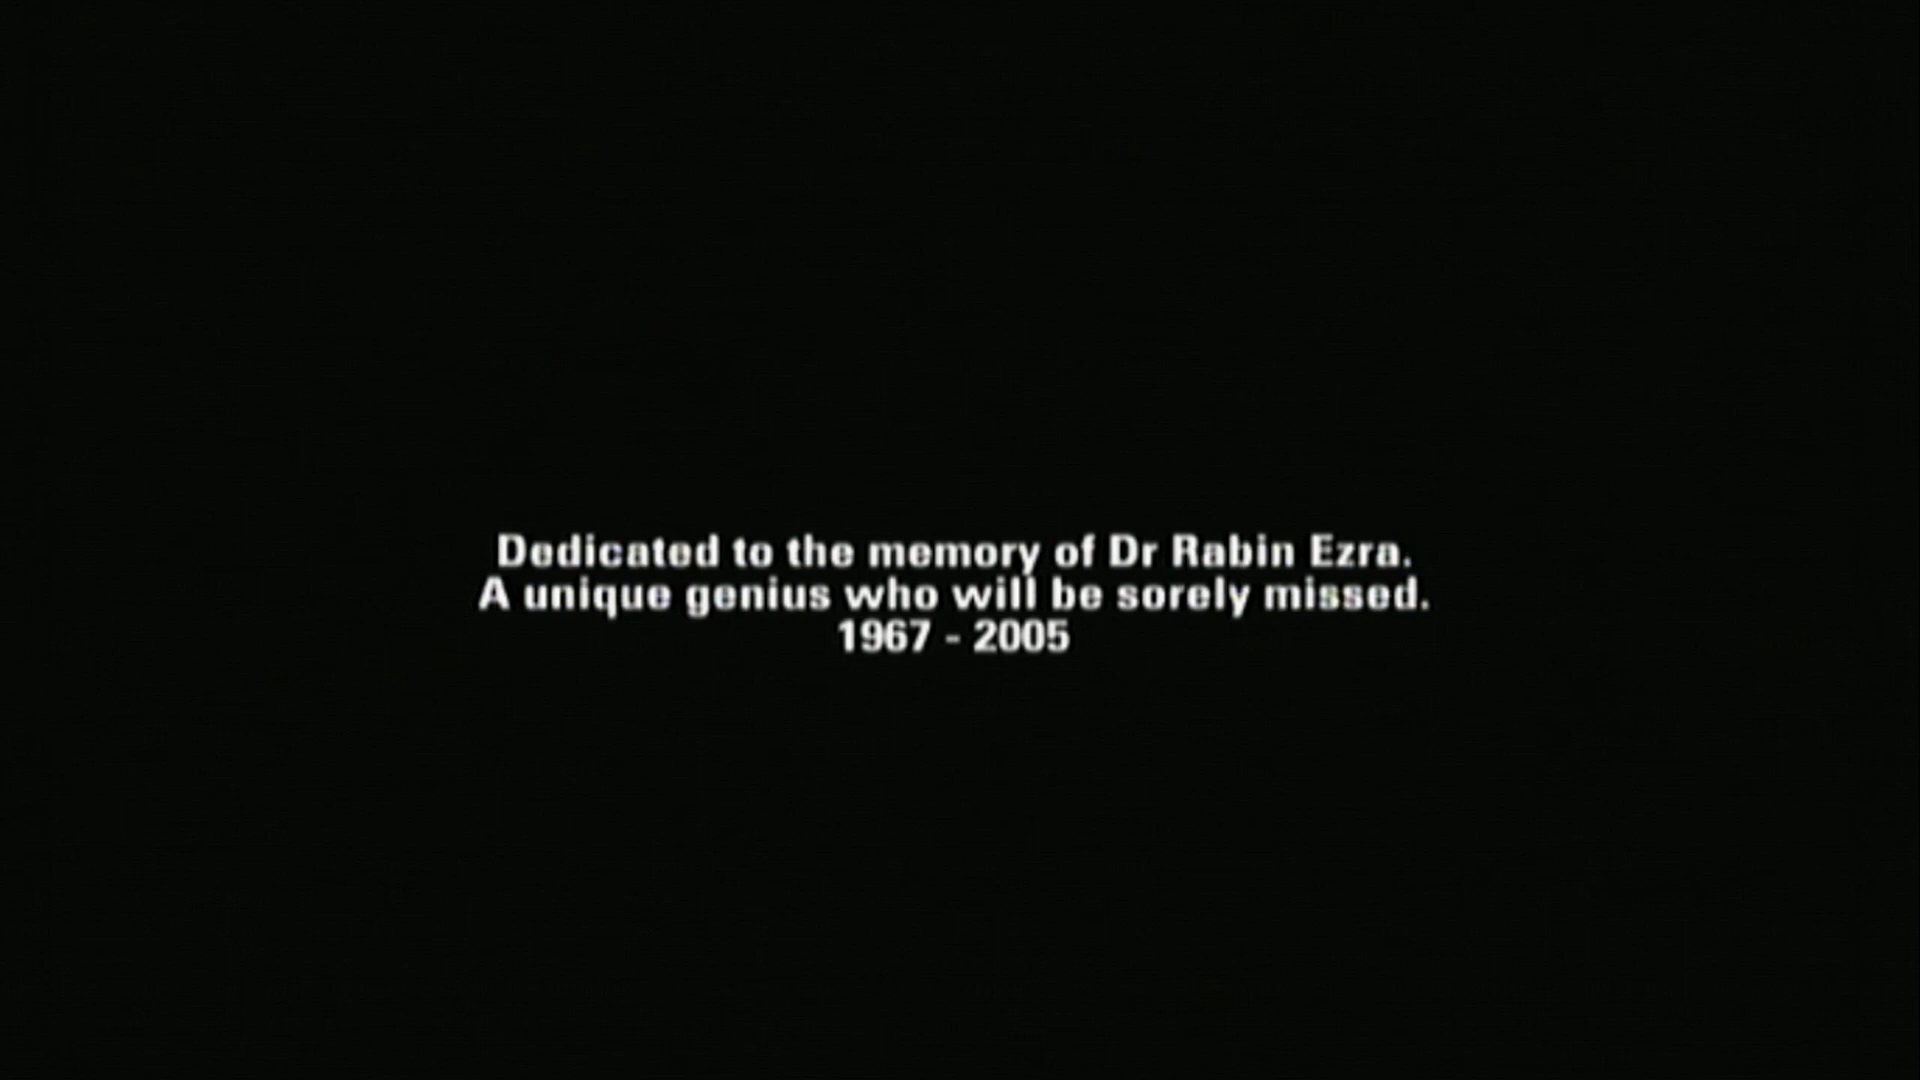 Dedicated to the memory of Dr Rabin Ezra.
A unique genius who will be sorely missed.
1967 - 2005